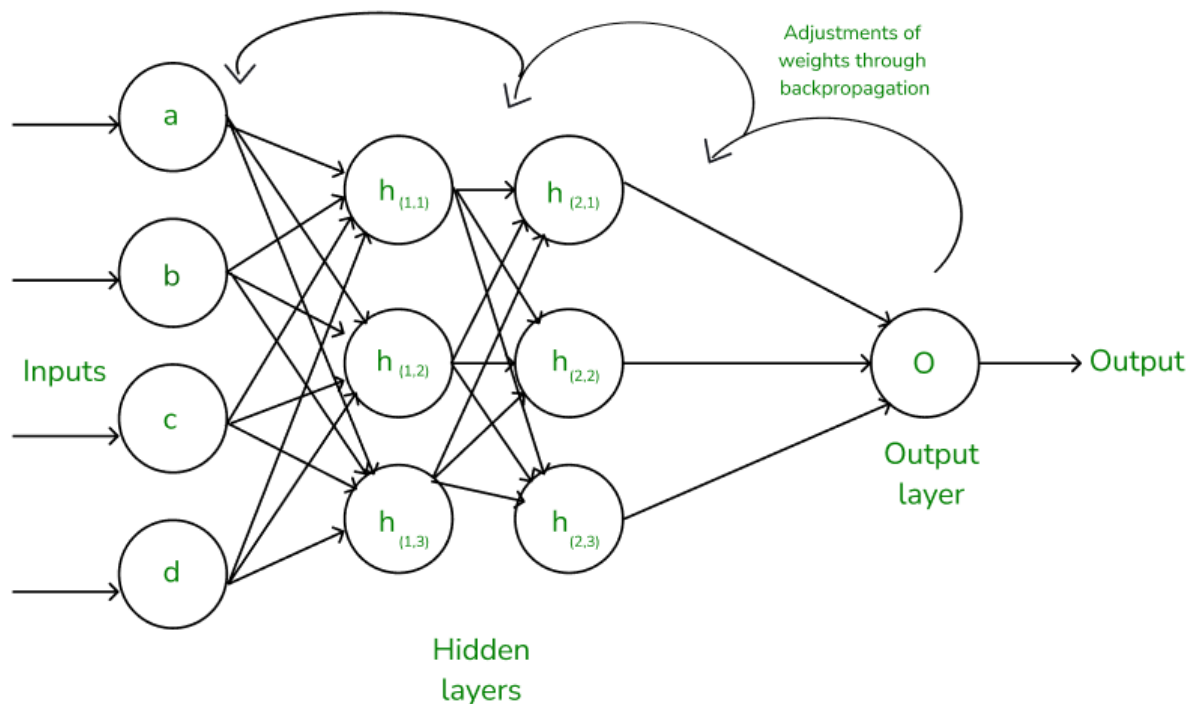 Adjustments of
weights through
backpropagation
a
b
c
d
Inputs
h (1,1)
h (1,2)
h (1,3)
h (2,1)
h (2,2)
h (2,3)
Hidden
layers
O
Output
layer
Output